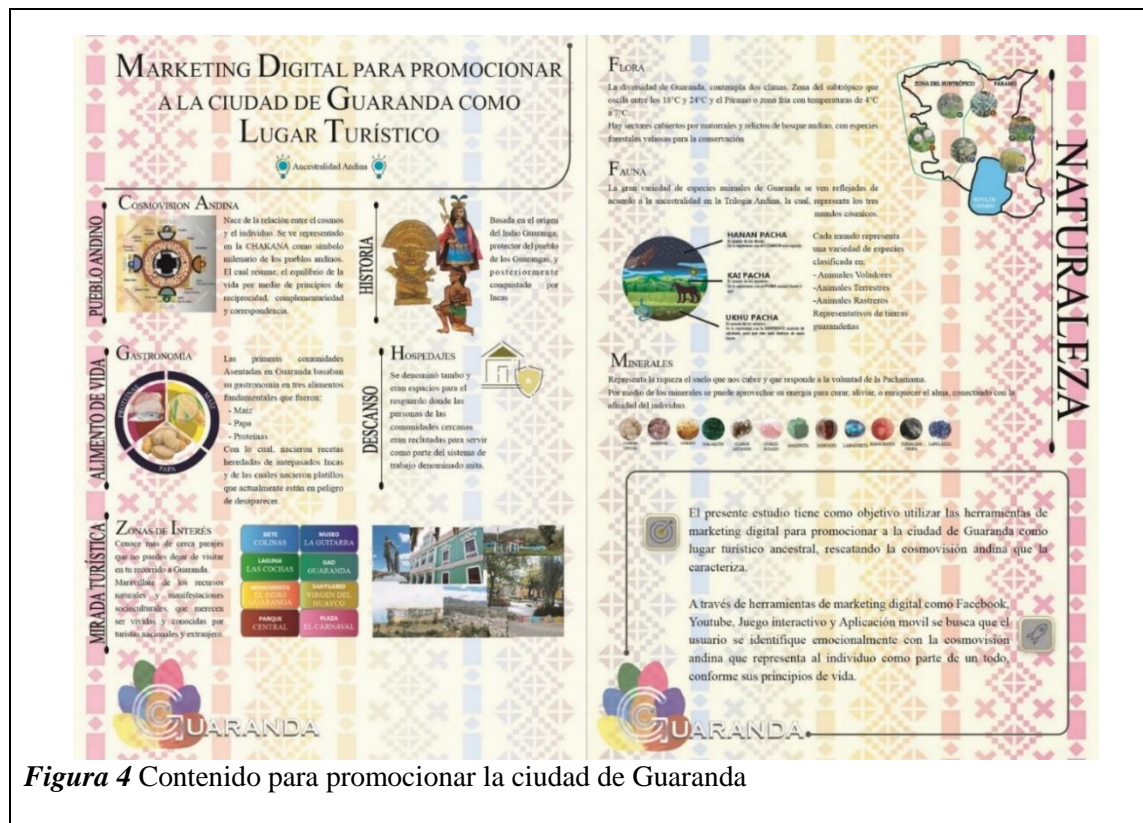 MARKETING DIGITAL PARA PROMOCIONAR
A LA CIUDAD DE GUARANDA COMO
LUGAR TURÍSTICO
Ancestralidad Andina
PUEBLO ANDINO
COSMOVISION ANDINA
Nace de la relación entre el cosmos
y el individuo. Se ve representado
en la CHAKANA como símbolo
milenario de los pueblos andinos.
El cual resume, el equilibrio de la
vida por medio de principios de
reciprocidad, complementariedad
y correspondencia.
HISTORIA
Basada en el origen
del Indio Guaranga,
protector del pueblo
de los Guarangas, y
posteriormente
conquistado por
Incas
ALIMENTO DE VIDA
GASTRONOMÍA
PROTEINAS
MAIZ
PAPA
Las primeras comunidades
Asentadas en Guaranda basaban
su gastronomia en tres alimentos
fundamentales que fueron:
- Maiz
- Papa
- Proteinas
Con lo cual, nacieron recetas
heredadas de antepasados Incas
y de las cuales nacieron platillos
que actualmente están en peligro
de desaparecer.
DESCANSO
HOSPEDAJES
Se denominó tambo y
eran espacios para el
resguardo donde las
personas de las
comunidades cercanas
eran reclutadas para servir
como parte del sistema de
trabajo denominado mita.
MIRADA TURÍSTICA
ZONAS DE INTERÉS
Conoce más de cerca parajes
que no puedes dejar de visitar
en tu recorrido a Guaranda.
Maravíllate de los recursos
naturales y manifestaciones
socioculturales, que merecen
ser vividas y conocidas por
turistas nacionales y extranjero.
SIETE
COLINAS
MUSEO
LA GUITARRA
LAGUNA
LAS COCHAS
GAD
GUARANDA
MONUMENTO
EL INDIO
GUARANGA
SANTUARIO
VIRGEN DEL
HUAYCO
PARQUE
CENTRAL
PLAZA
EL CARNAVAL
GUARANDA
NATURALEZA
FLORA
La diversidad de Guaranda, contempla dos climas. Zona del subtrópico que
oscila entre los 18°C y 24°C y el Páramo o zona fría con temperaturas de 4°C
a 7°C.
Hay sectores cubiertos por matorrales y relictos de bosque andino, con especies
forestales valiosas para la conservación
ZONA DEL SUBTRÓPICO
PÁRAMO
FAUNA
La gran variedad de especies animales de Guaranda se ven reflejadas de
acuerdo a la ancestralidad en la Trilogía Andina, la cual, representa los tres
mundos cósmicos.
HANAN PACHA
KAI PACHA
UKHU PACHA
Cada mundo representa
una variedad de especies
clasificada en:
-Animales Voladores
-Animales Terrestres
-Animales Rastreros
Representativos de tierras
guarandeñas
MINERALES
Representa la riqueza el suelo que nos cubre y que responde a la voluntad de la Pachamama.
Por medio de los minerales se puede aprovechar su energía para curar, aliviar, o enriquecer el alma, conectando con la
afinidad del individuo.
El presente estudio tiene como objetivo utilizar las herramientas de
marketing digital para promocionar a la ciudad de Guaranda como
lugar turístico ancestral, rescatando la cosmovisión andina que la
caracteriza.
A través de herramientas de marketing digital como Facebook,
Youtube, Juego interactivo y Aplicación movil se busca que el
usuario se identifique emocionalmente con la cosmovisión
andina que representa al individuo como parte de un todo,
conforme sus principios de vida.
GUARANDA
Figura 4 Contenido para promocionar la ciudad de Guaranda